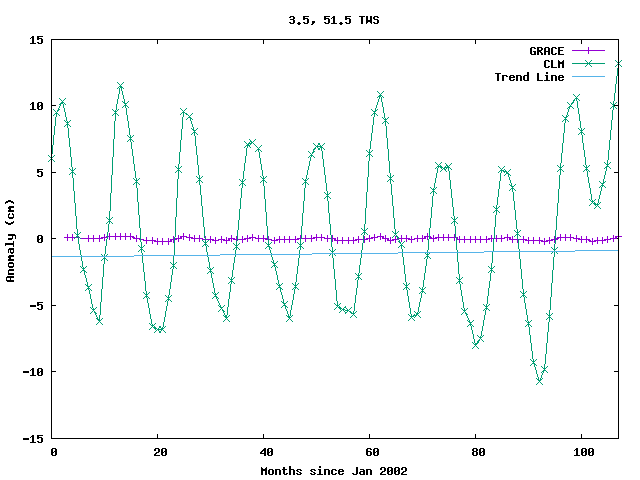 3.5, 51.5 TWS
GRACE
CLM
Trend Line
15
10
5
0
-5
-10
-15
Anomaly (cm)
0 20 40 60 80 100
Months since Jan 2002